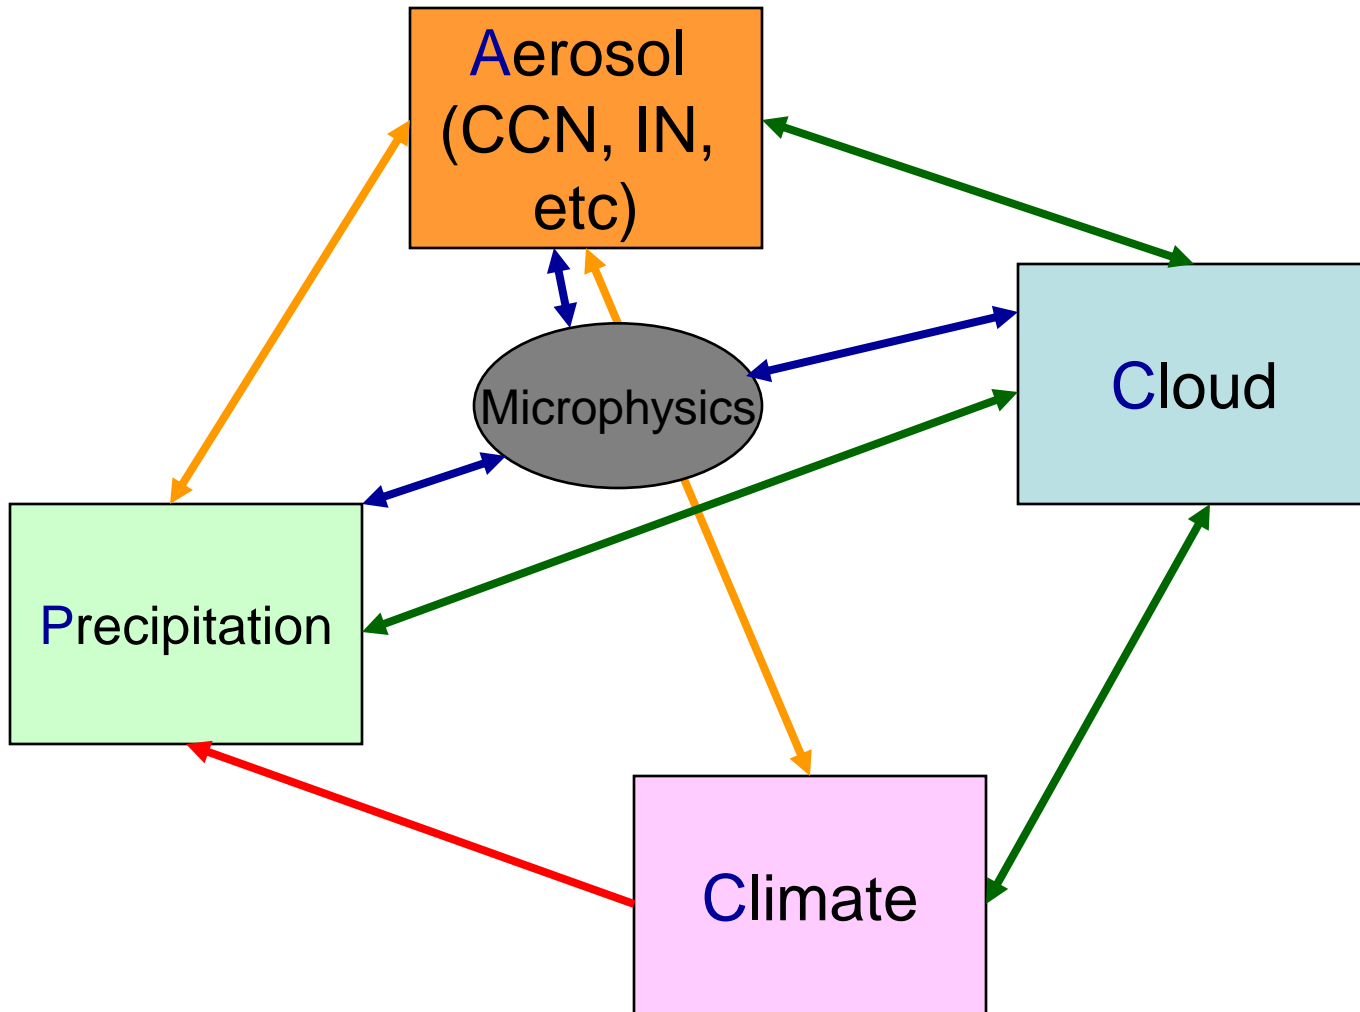 Aerosol
(CCN, IN,
etc)
Cloud
Microphysics
Precipitation
Climate